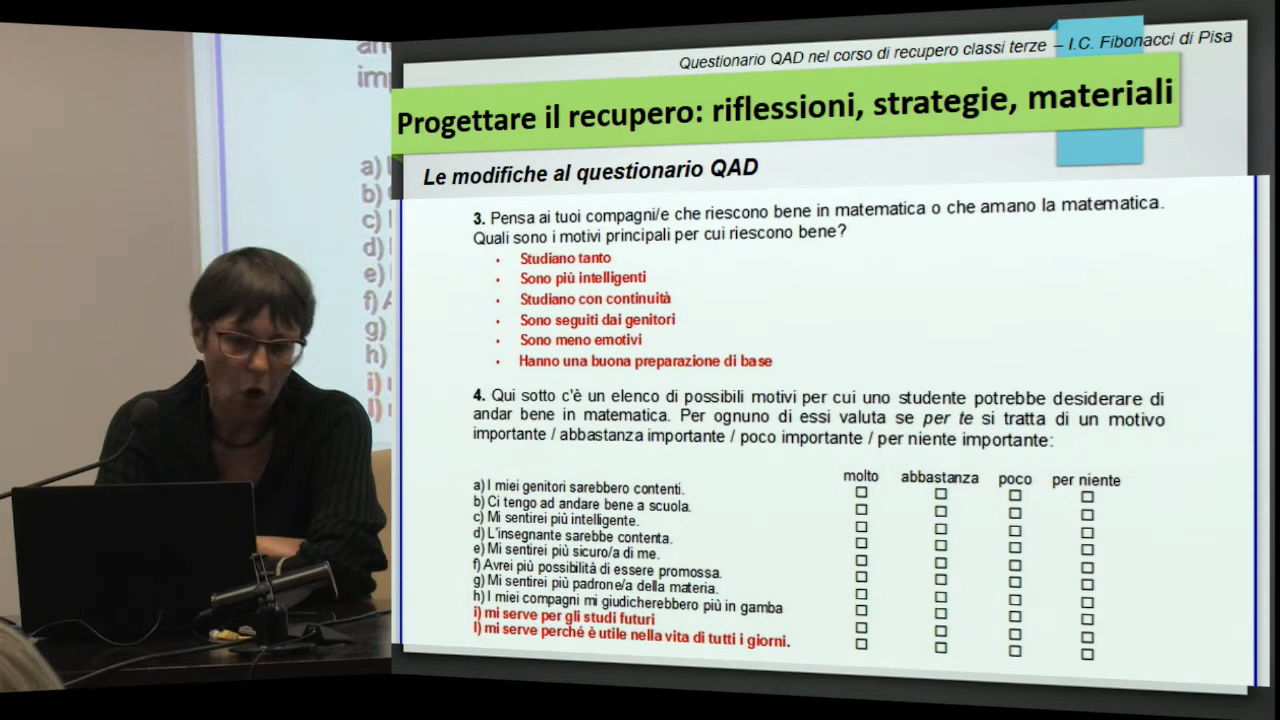 Questionario QAD nel corso di recupero classi terze – I.C. Fibonacci di Pisa
Progettare il recupero: riflessioni, strategie, materiali
Le modifiche al questionario QAD
3. Pensa ai tuoi compagni/e che riescono bene in matematica o che amano la matematica.
Quali sono i motivi principali per cui riescono bene?
• Studiano tanto
• Sono più intelligenti
• Studiano con continuità
• Sono seguiti dai genitori
• Sono meno emotivi
• Hanno una buona preparazione di base
4. Qui sotto c'è un elenco di possibili motivi per cui uno studente potrebbe desiderare di
andar bene in matematica. Per ognuno di essi valuta se per te si tratta di un motivo
importante / abbastanza importante / poco importante / per niente importante:
molto abbastanza poco per niente
a) I miei genitori sarebbero contenti.
b) Ci tengo ad andare bene a scuola.
c) Mi sentirei più intelligente.
d) L'insegnante sarebbe contenta.
e) Mi sentirei più sicuro/a di me.
f) Avrei più possibilità di essere promossa.
g) Mi sentirei più padrone/a della materia.
h) I miei compagni mi giudicherebbero più in gamba
i) mi serve per gli studi futuri
l) mi serve perché è utile nella vita di tutti i giorni.
a)
b)
c)
d)
e)
f)
g)
h)
i)
l)